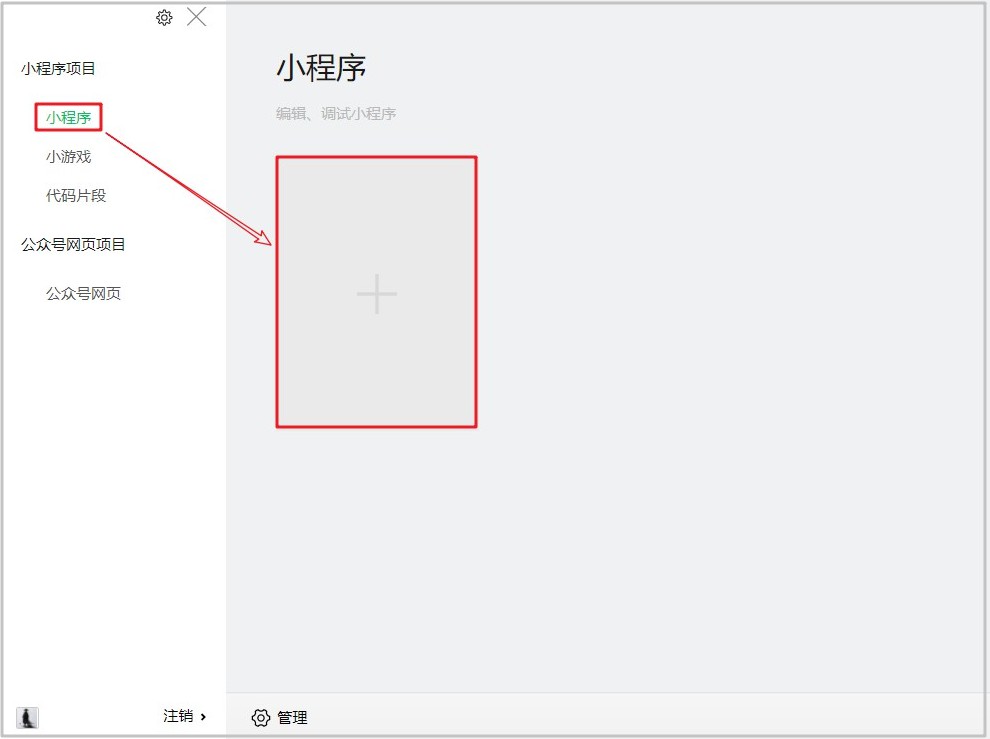 小程序项目
小程序
小游戏
代码片段
公众号网页项目
公众号网页
注销
小程序
编辑、调试小程序
管理